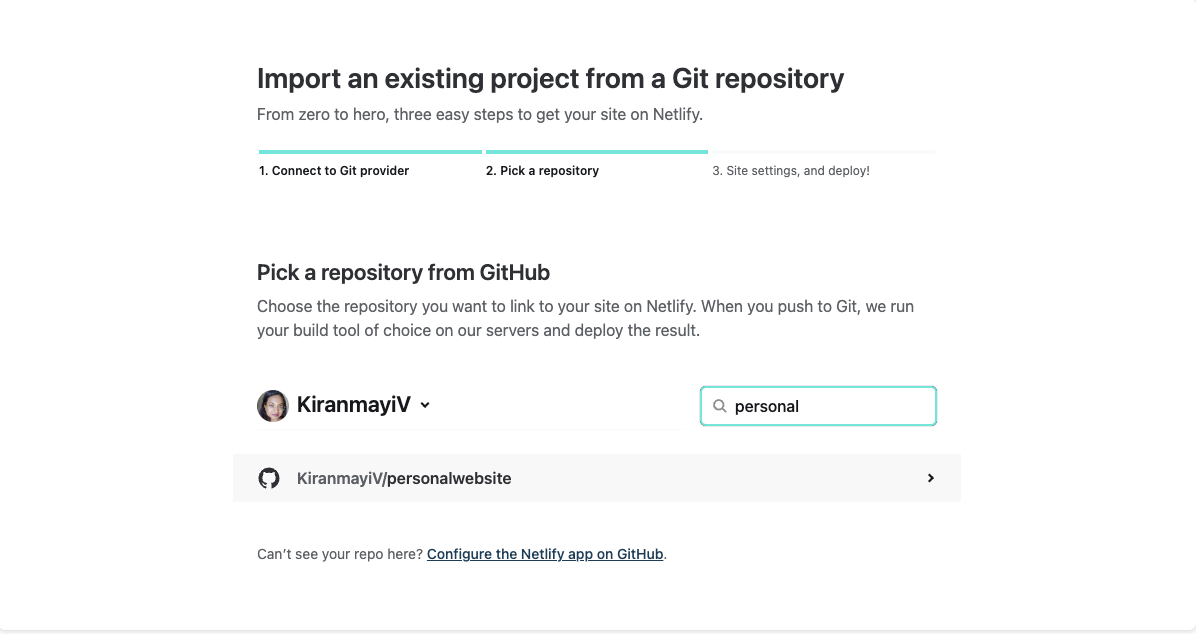 Import an existing project from a Git repository
From zero to hero, three easy steps to get your site on Netlify.
1. Connect to Git provider
2. Pick a repository
3. Site settings, and deploy!
Pick a repository from GitHub
Choose the repository you want to link to your site on Netlify. When you push to Git, we run
your build tool of choice on our servers and deploy the result.
KiranmayiV
personal
KiranmayiV/personalwebsite
Can’t see your repo here? Configure the Netlify app on GitHub.